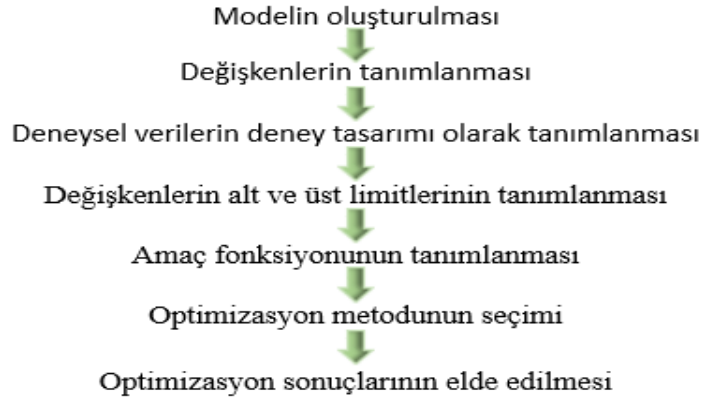 Modelin oluşturulması
Değişkenlerin tanımlanması
Deneysel verilerin deney tasarımı olarak tanımlanması
Değişkenlerin alt ve üst limitlerinin tanımlanması
Amaç fonksiyonunun tanımlanması
Optimizasyon metodunun seçimi
Optimizasyon sonuçlarının elde edilmesi